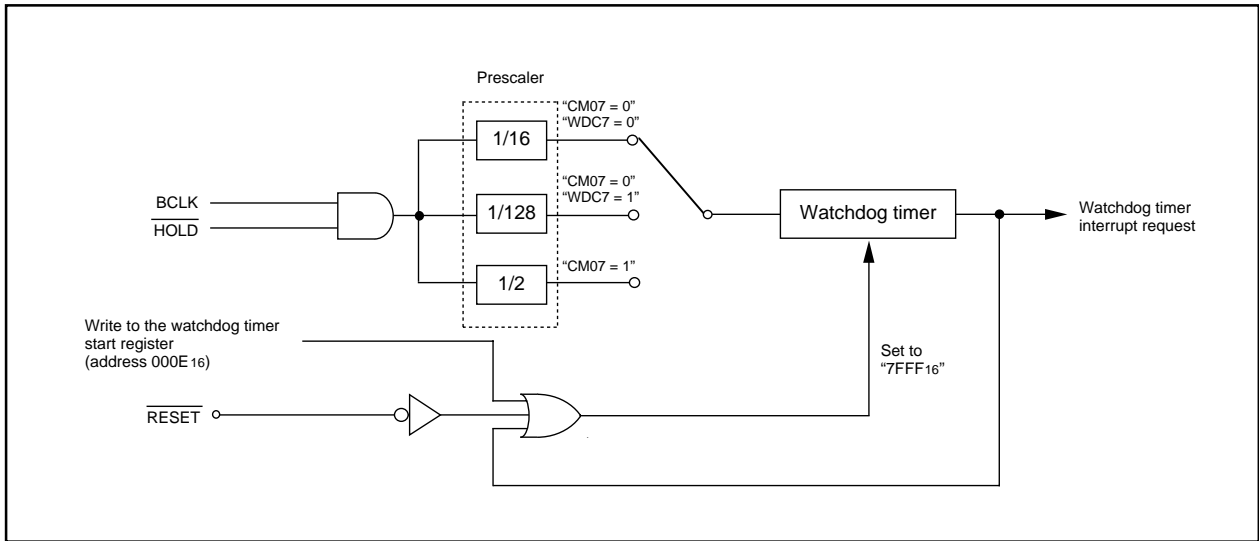 Prescaler
“CM07 = 0”
“WDC7 = 0”
1/16
“CM07 = 0”
“WDC7 = 1”
1/128
“CM07 = 1”
1/2
BCLK
HOLD
Watchdog timer
Watchdog timer
interrupt request
Write to the watchdog timer
start register
(address 000E16)
Set to
“7FFF16”
RESET